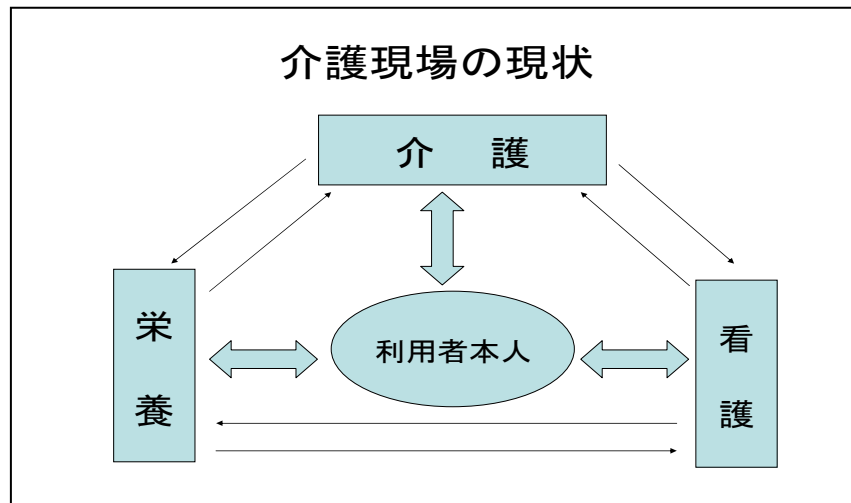 介護現場の現状
介　護
栄養
利用者本人
看護